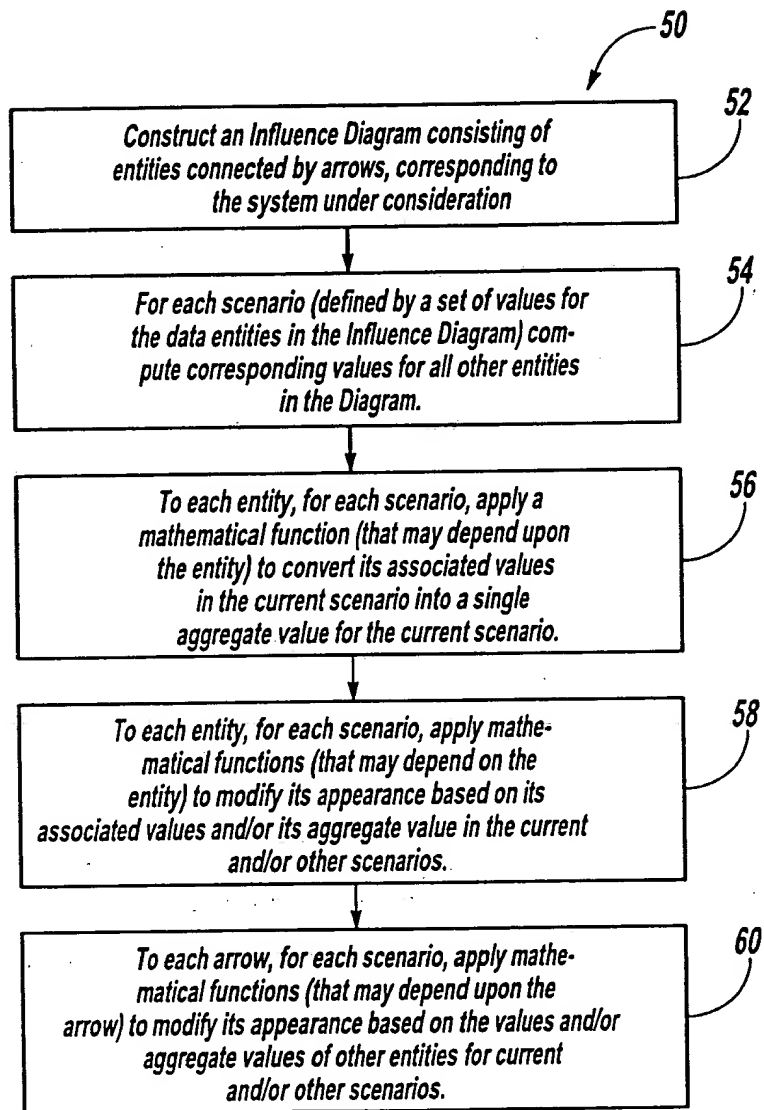 50
52
Construct an Influence Diagram consisting of
entities connected by arrows, corresponding to
the system under consideration
54
For each scenario (defined by a set of values for
the data entities in the Influence Diagram) com-
pute corresponding values for all other entities
in the Diagram.
56
To each entity, for each scenario, apply a
mathematical function (that may depend upon
the entity) to convert its associated values
in the current scenario into a single
aggregate value for the current scenario.
58
To each entity, for each scenario, apply mathe-
matical functions (that may depend on the
entity) to modify its appearance based on its
associated values and/or its aggregate value in the current
and/or other scenarios.
60
To each arrow, for each scenario, apply mathe-
matical functions (that may depend upon the
arrow) to modify its appearance based on the values and/or
aggregate values of other entities for current
and/or other scenarios.